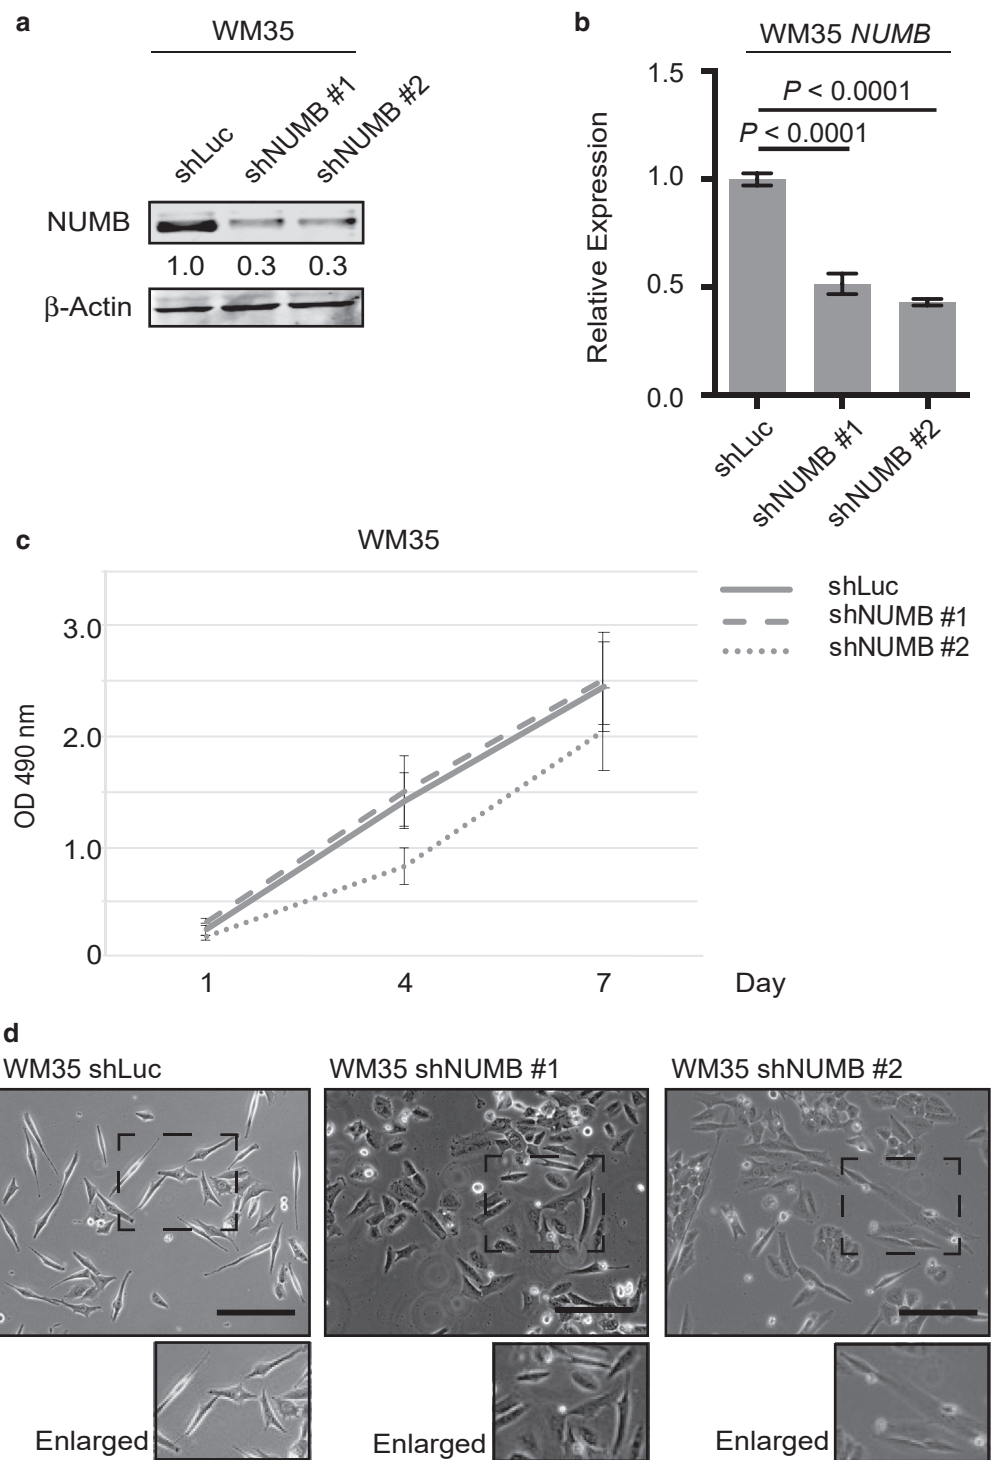 a
WM35
shLuc
shNUMB #1
shNUMB #2
NUMB
1.0 0.3 0.3
β-Actin
b
WM35 NUMB
1.5
1.0
0.5
0.0
Relative Expression
P < 0.0001
P < 0.0001
shLuc
shNUMB #1
shNUMB #2
c
WM35
3.0
2.0
1.0
0
OD 490 nm
1 4 7 Day
shLuc
shNUMB #1
shNUMB #2
d
WM35 shLuc
WM35 shNUMB #1
WM35 shNUMB #2
Enlarged
Enlarged
Enlarged